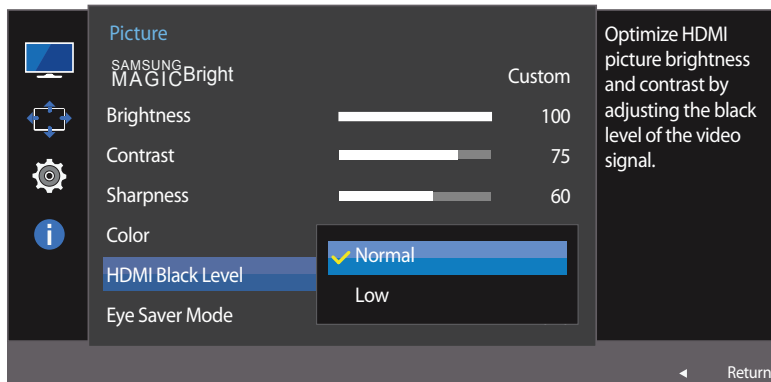 Picture
SAMSUNG
MAGICBright Custom
Brightness 100
Contrast 75
Sharpness 60
Color
HDMI Black Level
Normal
Low
Eye Saver Mode
Optimize HDMI
picture brightness
and contrast by
adjusting the black
level of the video
signal.
Return